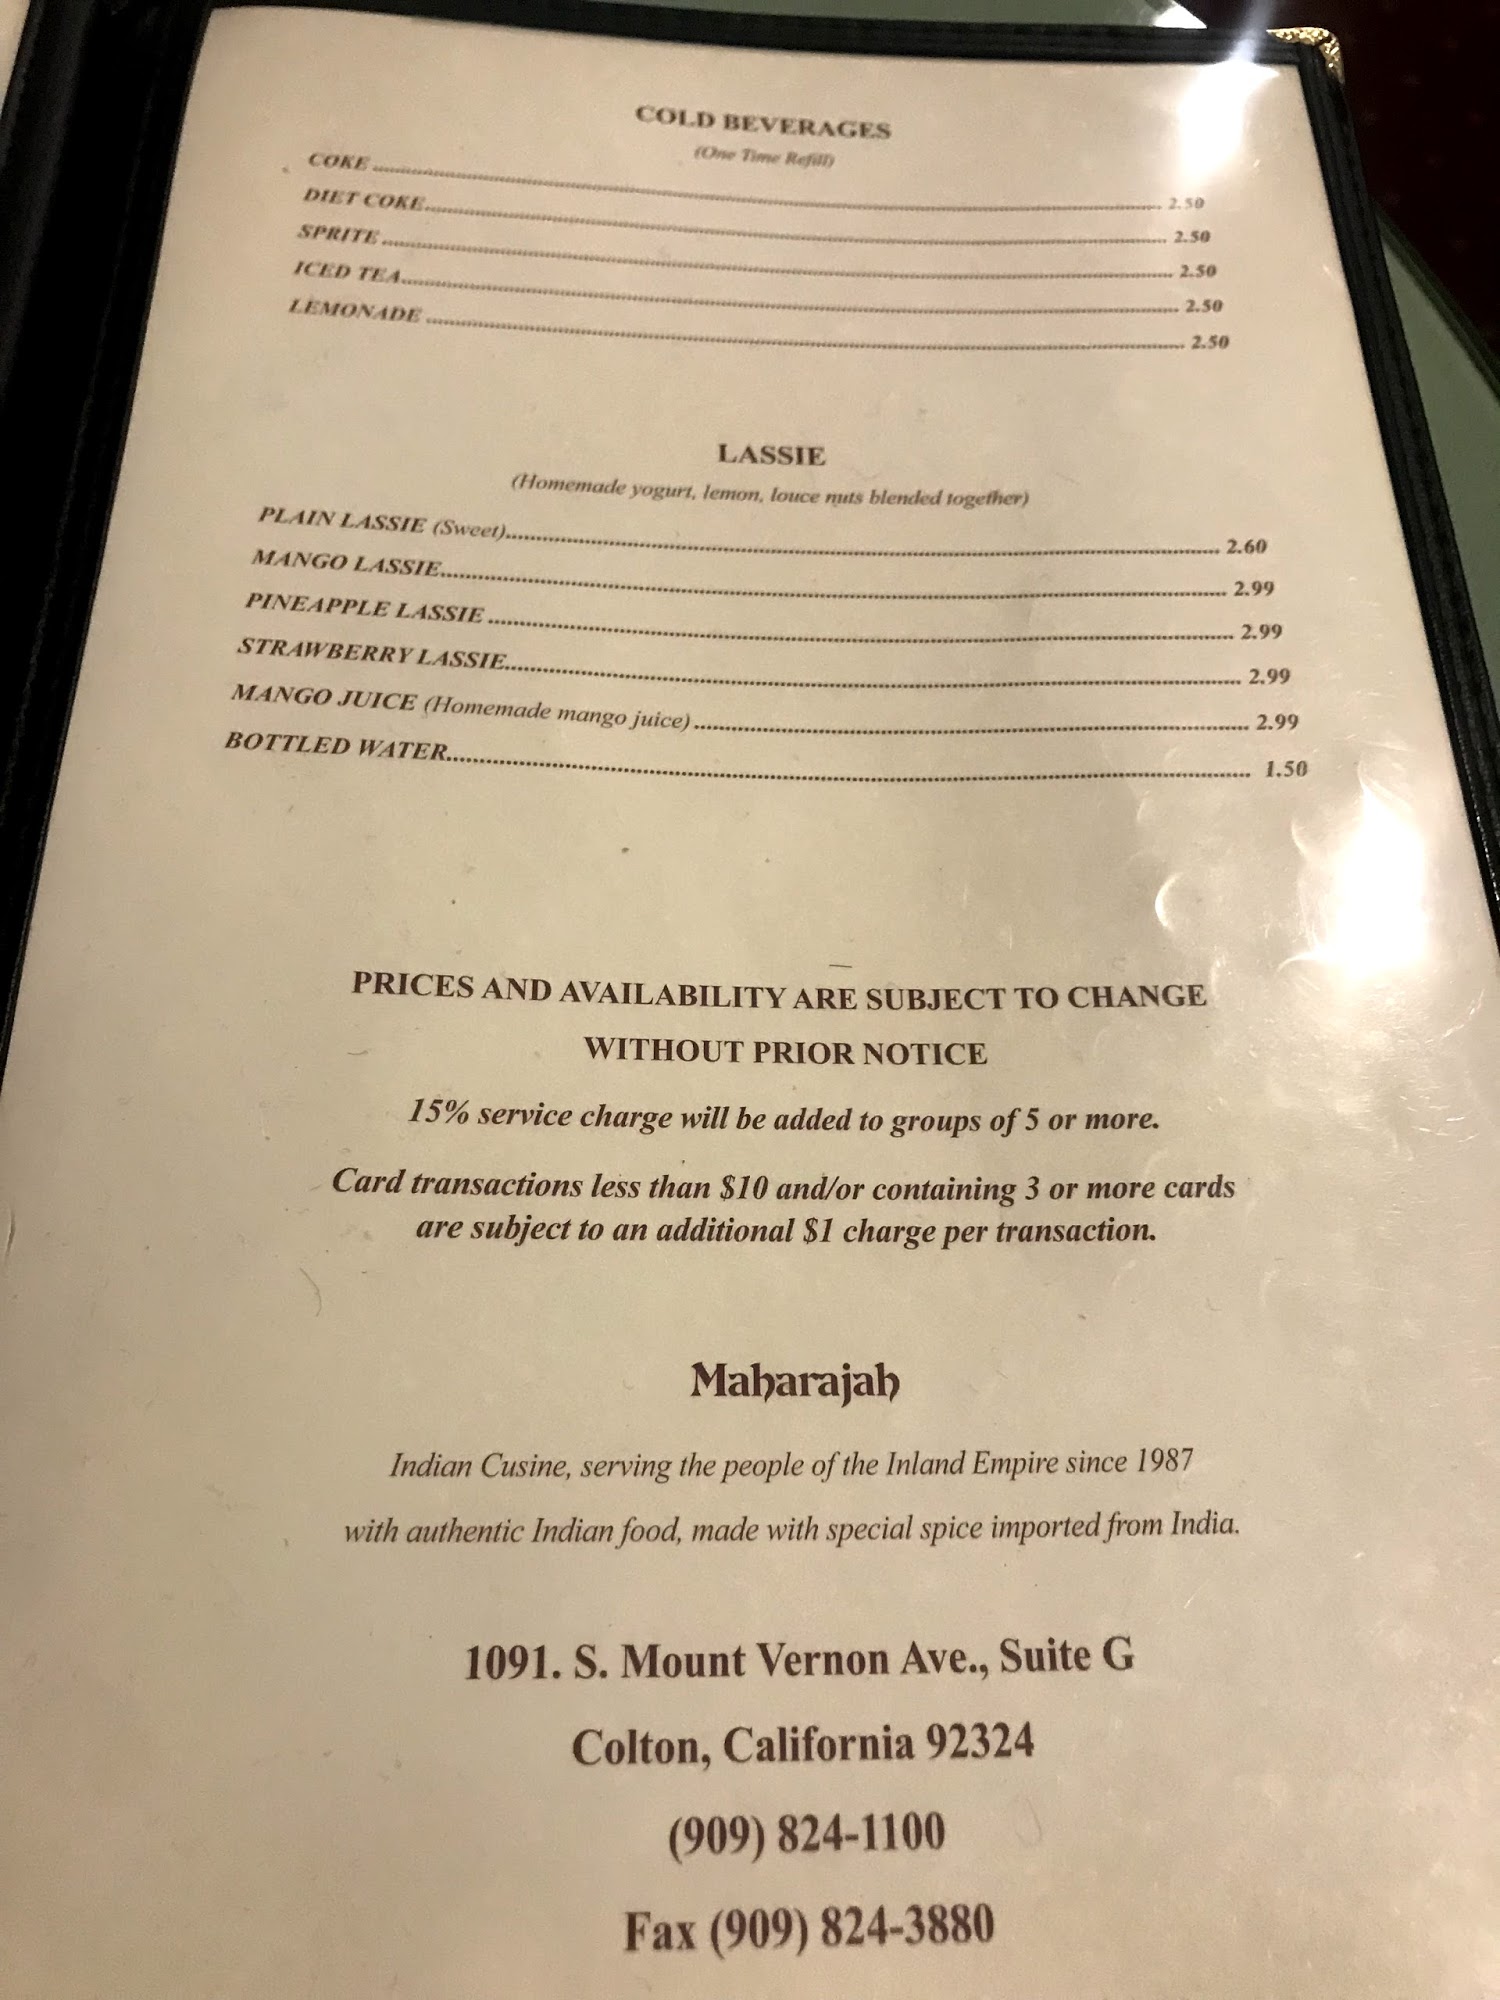 COLD BEVERAGES
(One Time Refill)
COKE 2.50
DIET COKE 2.50
SPRITE 2.50
ICED TEA 2.50
LEMONADE 2.50
LASSIE
(Homemade yogurt, lemon, louce nuts blended together)
PLAIN LASSIE (Sweet) 2.60
MANGO LASSIE 2.99
PINEAPPLE LASSIE 2.99
STRAWBERRY LASSIE 2.99
MANGO JUICE (Homemade mango juice) 2.99
BOTTLED WATER 1.50
PRICES AND AVAILABILITY ARE SUBJECT TO CHANGE
WITHOUT PRIOR NOTICE
15% service charge will be added to groups of 5 or more.
Card transactions less than $10 and/or containing 3 or more cards
are subject to an additional $1 charge per transaction.
Maharajah
Indian Cusine, serving the people of the Inland Empire since 1987
with authentic Indian food, made with special spice imported from India.
1091. S. Mount Vernon Ave., Suite G
Colton, California 92324
(909) 824-1100
Fax (909) 824-3880